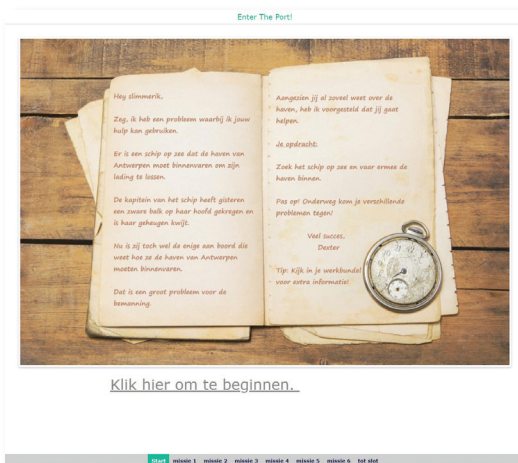 Enter The Port!
Hey slimmerik,
Zeg, ik heb een probleem waarbij ik jouw
hulp kan gebruiken.
Er is een schip op zee dat de haven van
Antwerpen moet binnenvaren om zijn
lading te lossen.
De kapitein van het schip heeft gisteren
een zware balk op haar hoofd gekregen en
is haar geheugen kwijt.
Nu is zij toch wel de enige aan boord die
weet hoe ze de haven van Antwerpen
moeten binnenvaren.
Dat is een groot probleem voor de
bemanning.
Aangezien jij al zoveel weet over de
haven, heb ik voorgesteld dat jij gaat
helpen.
Je opdracht:
Zoek het schip op zee en vaar ermee de
haven binnen.
Pas op! Onderweg kom je verschillende
problemen tegen!
Veel succes,
Dexter
Tip: Kijk in je werkbundel
voor extra informatie!
Klik hier om te beginnen.
Start missie 1 missie 2 missie 3 missie 4 missie 5 missie 6 tot slot